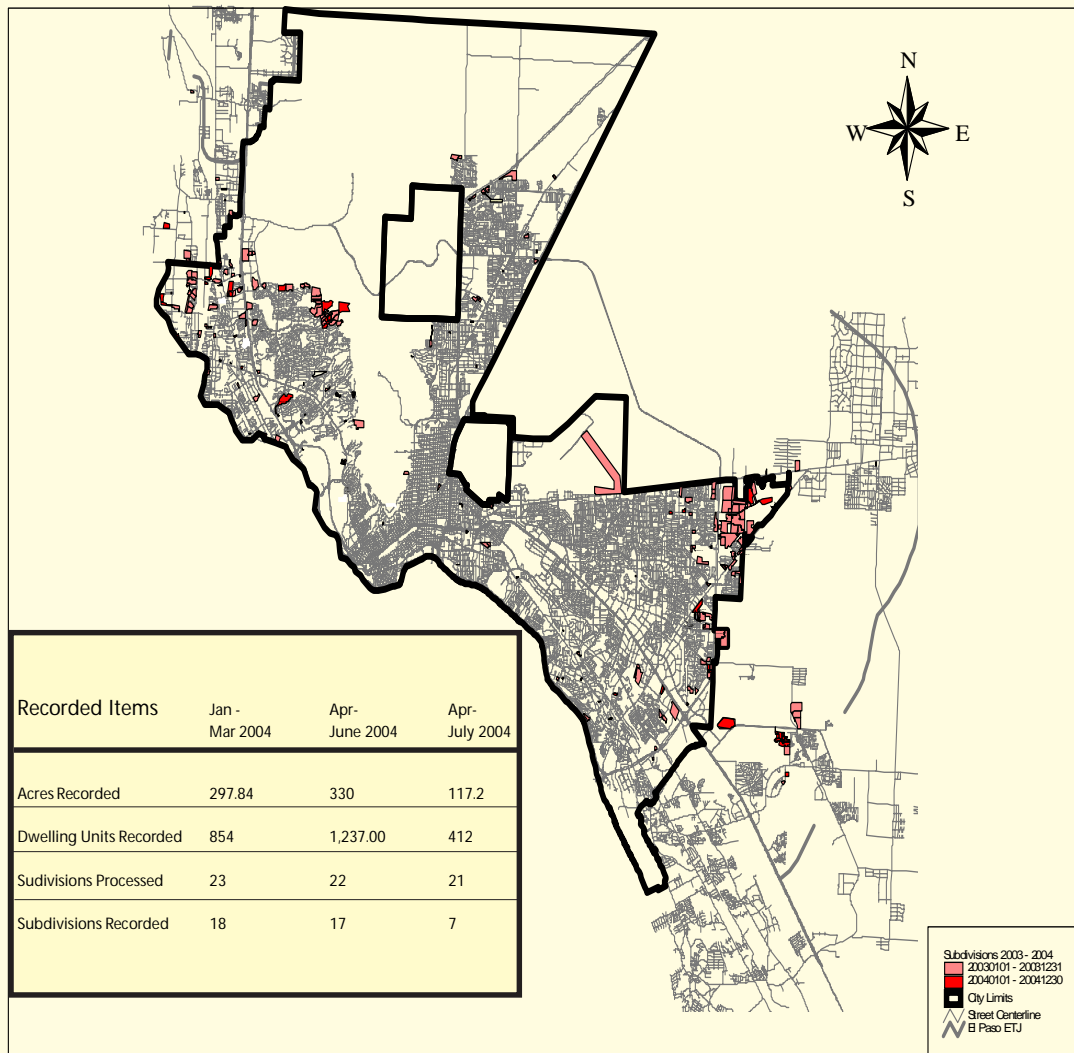 N
W E
S
Recorded Items Jan - Mar 2004 Apr- June 2004 Apr- July 2004
Acres Recorded 297.84 330 117.2
Dwelling Units Recorded 854 1,237.00 412
Sudivisions Processed 23 22 21
Subdivisions Recorded 18 17 7
Subdivisions 2003 - 2004
20030101 - 20031231
20040101 - 20041230
City Limits
Street Centerline
El Paso ETJ